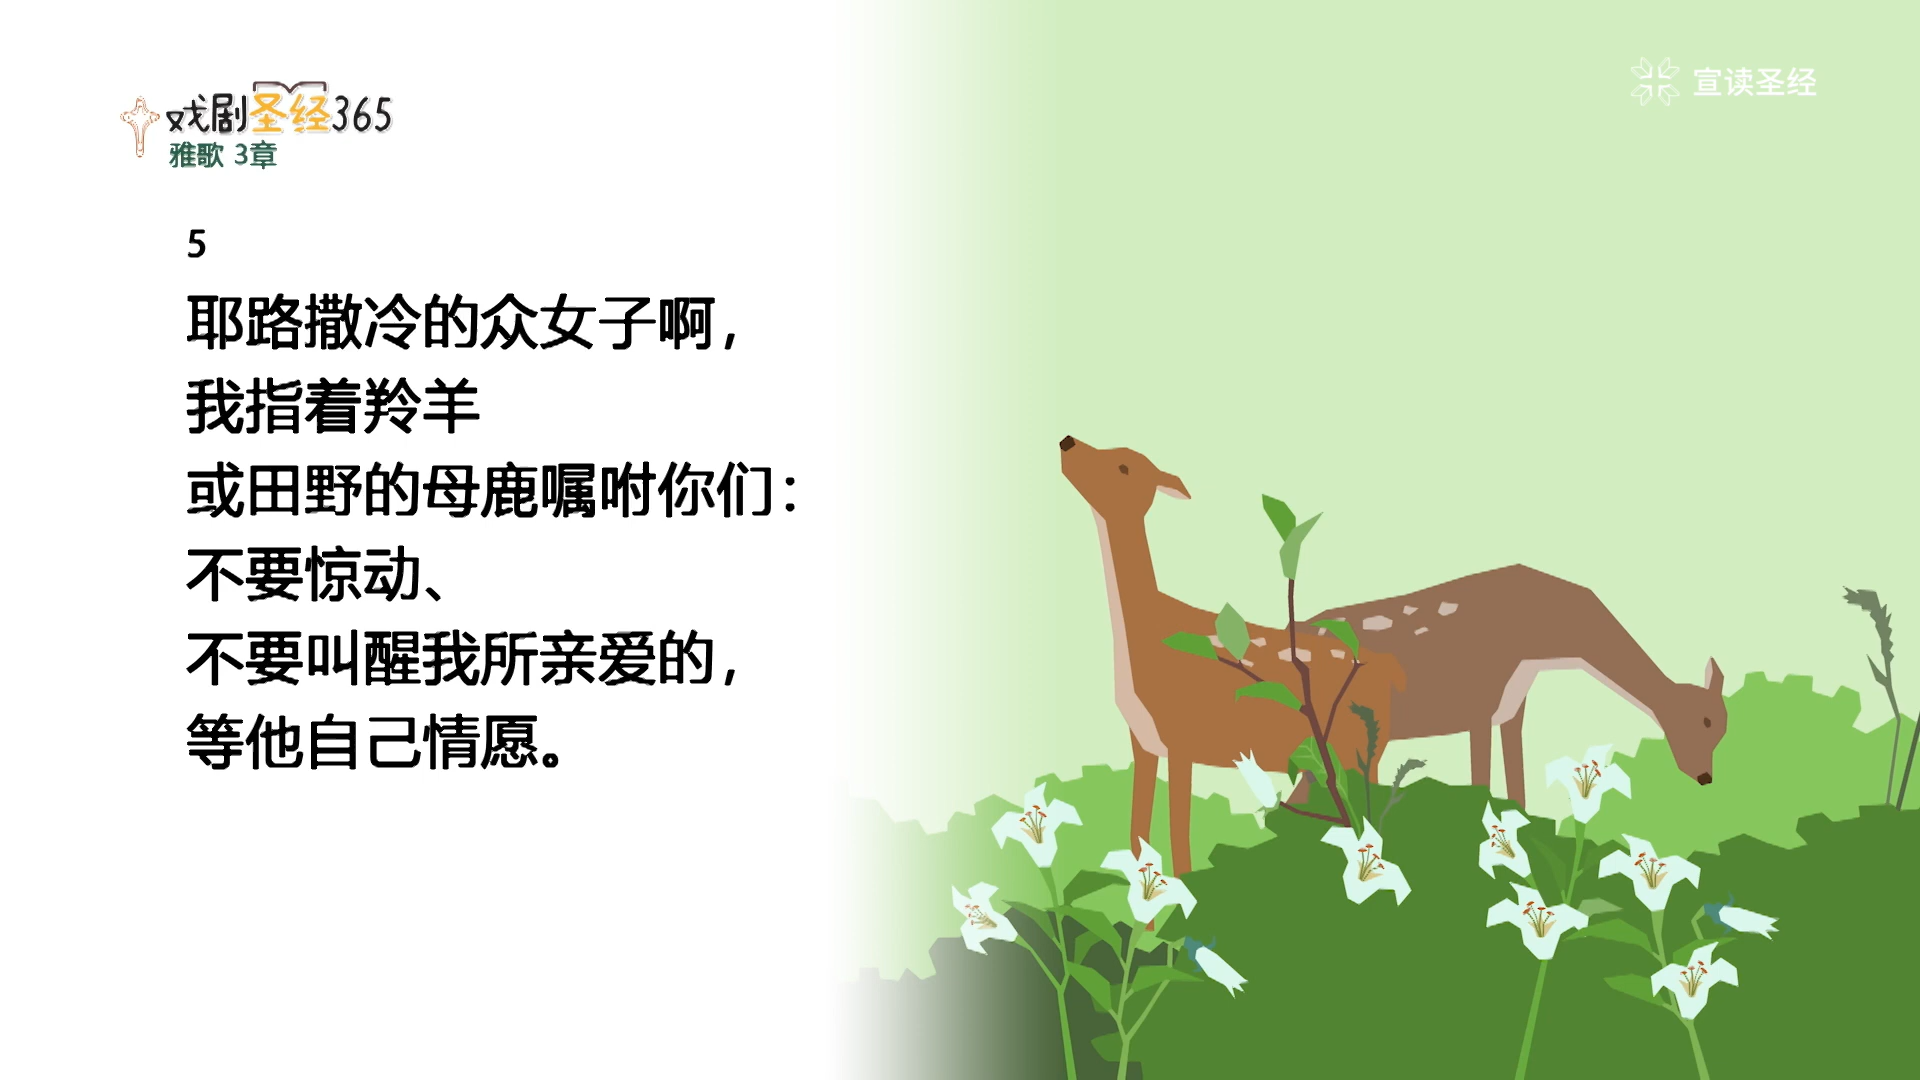 戏剧圣经365
雅歌 3章
宣读圣经
5
耶路撒冷的众女子啊，
我指着羚羊
或田野的母鹿嘱咐你们：
不要惊动、
不要叫醒我所亲爱的，
等他自己情愿。